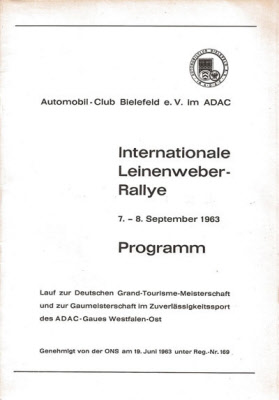 Automobil-Club Bielefeld e. V. im ADAC
Internationale
Leinenweber-
Rallye
7. – 8. September 1963
Programm
Lauf zur Deutschen Grand-Tourisme-Meisterschaft
und zur Gaumeisterschaft im Zuverlässigkeitssport
des ADAC-Gaues Westfalen-Ost
Genehmigt von der ONS am 19. Juni 1963 unter Reg.-Nr. 169